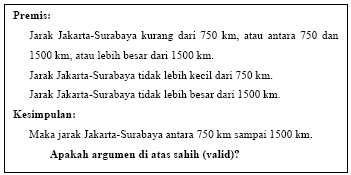 Premis:
Jarak Jakarta-Surabaya kurang dari 750 km, atau antara 750 dan
1500 km, atau lebih besar dari 1500 km.
Jarak Jakarta-Surabaya tidak lebih kecil dari 750 km.
Jarak Jakarta-Surabaya tidak lebih besar dari 1500 km.
Kesimpulan:
Maka jarak Jakarta-Surabaya antara 750 km sampai 1500 km.
Apakah argumen di atas sahih (valid)?